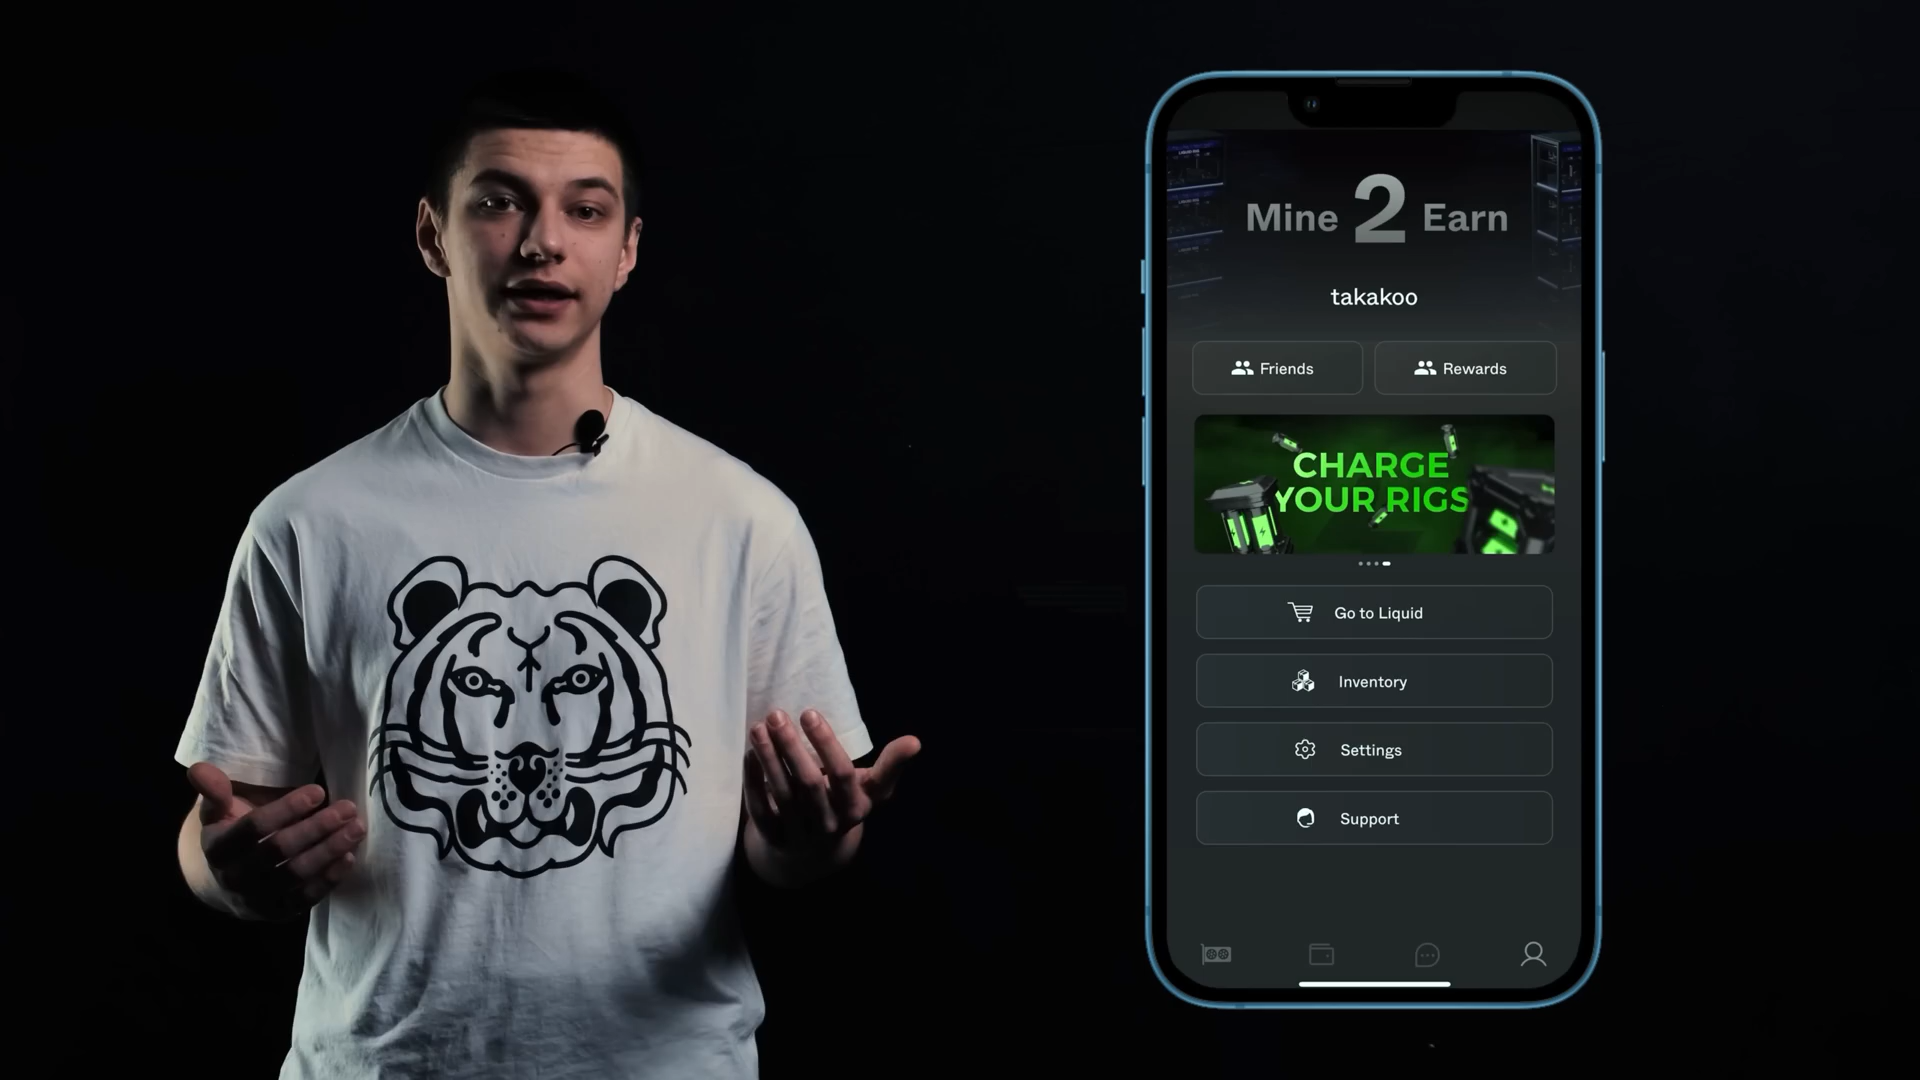 Mine 2 Earn
takakoo
Friends
Rewards
CHARGE
YOUR RIGS
Go to Liquid
Inventory
Settings
Support